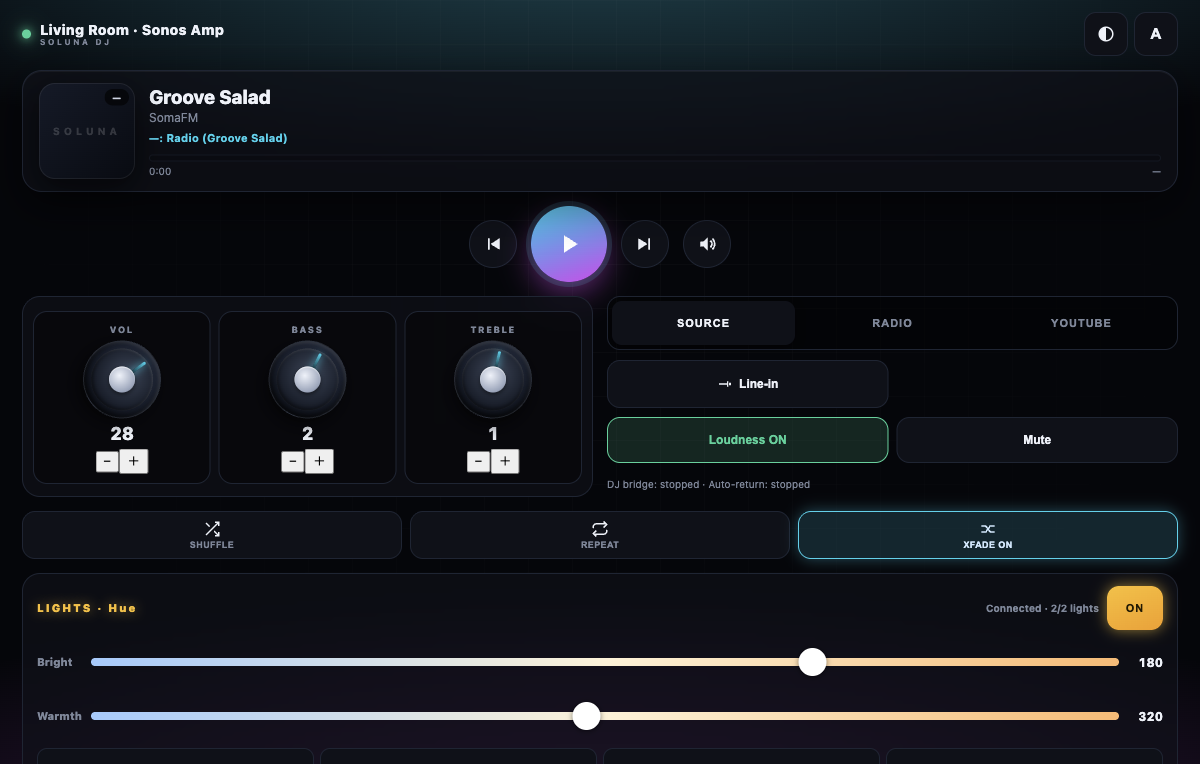 Living Room · Sonos Amp
SOLUNA DJ
A
—
SOLUNA
Groove Salad
SomaFM
—: Radio (Groove Salad)
0:00
—
VOL
BASS
TREBLE
28
2
1
− +
− +
− +
SOURCE
RADIO
YOUTUBE
Line-in
Loudness ON
Mute
DJ bridge: stopped · Auto-return: stopped
SHUFFLE
REPEAT
XFADE ON
LIGHTS · Hue
Connected · 2/2 lights
ON
Bright
180
Warmth
320